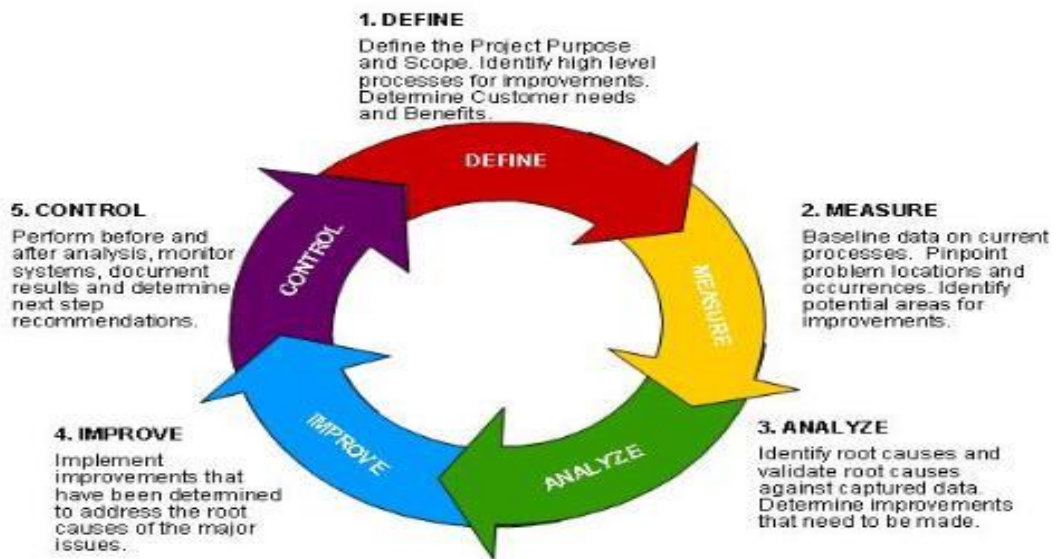 1. DEFINE
Define the Project Purpose
and Scope. Identify high level
processes for improvements.
Determine Customer needs
and Benefits.
DEFINE
2. MEASURE
Baseline data on current
processes. Pinpoint
problem locations and
occurrences. Identify
potential areas for
improvements.
MEASURE
3. ANALYZE
Identify root causes and
validate root causes
against captured data.
Determine improvements
that need to be made.
ANALYZE
4. IMPROVE
Implement
improvements that
have been determined
to address the root
causes of the major
issues.
IMPROVE
5. CONTROL
Perform before and
after analysis, monitor
systems, document
results and determine
next step
recommendations.
CONTROL